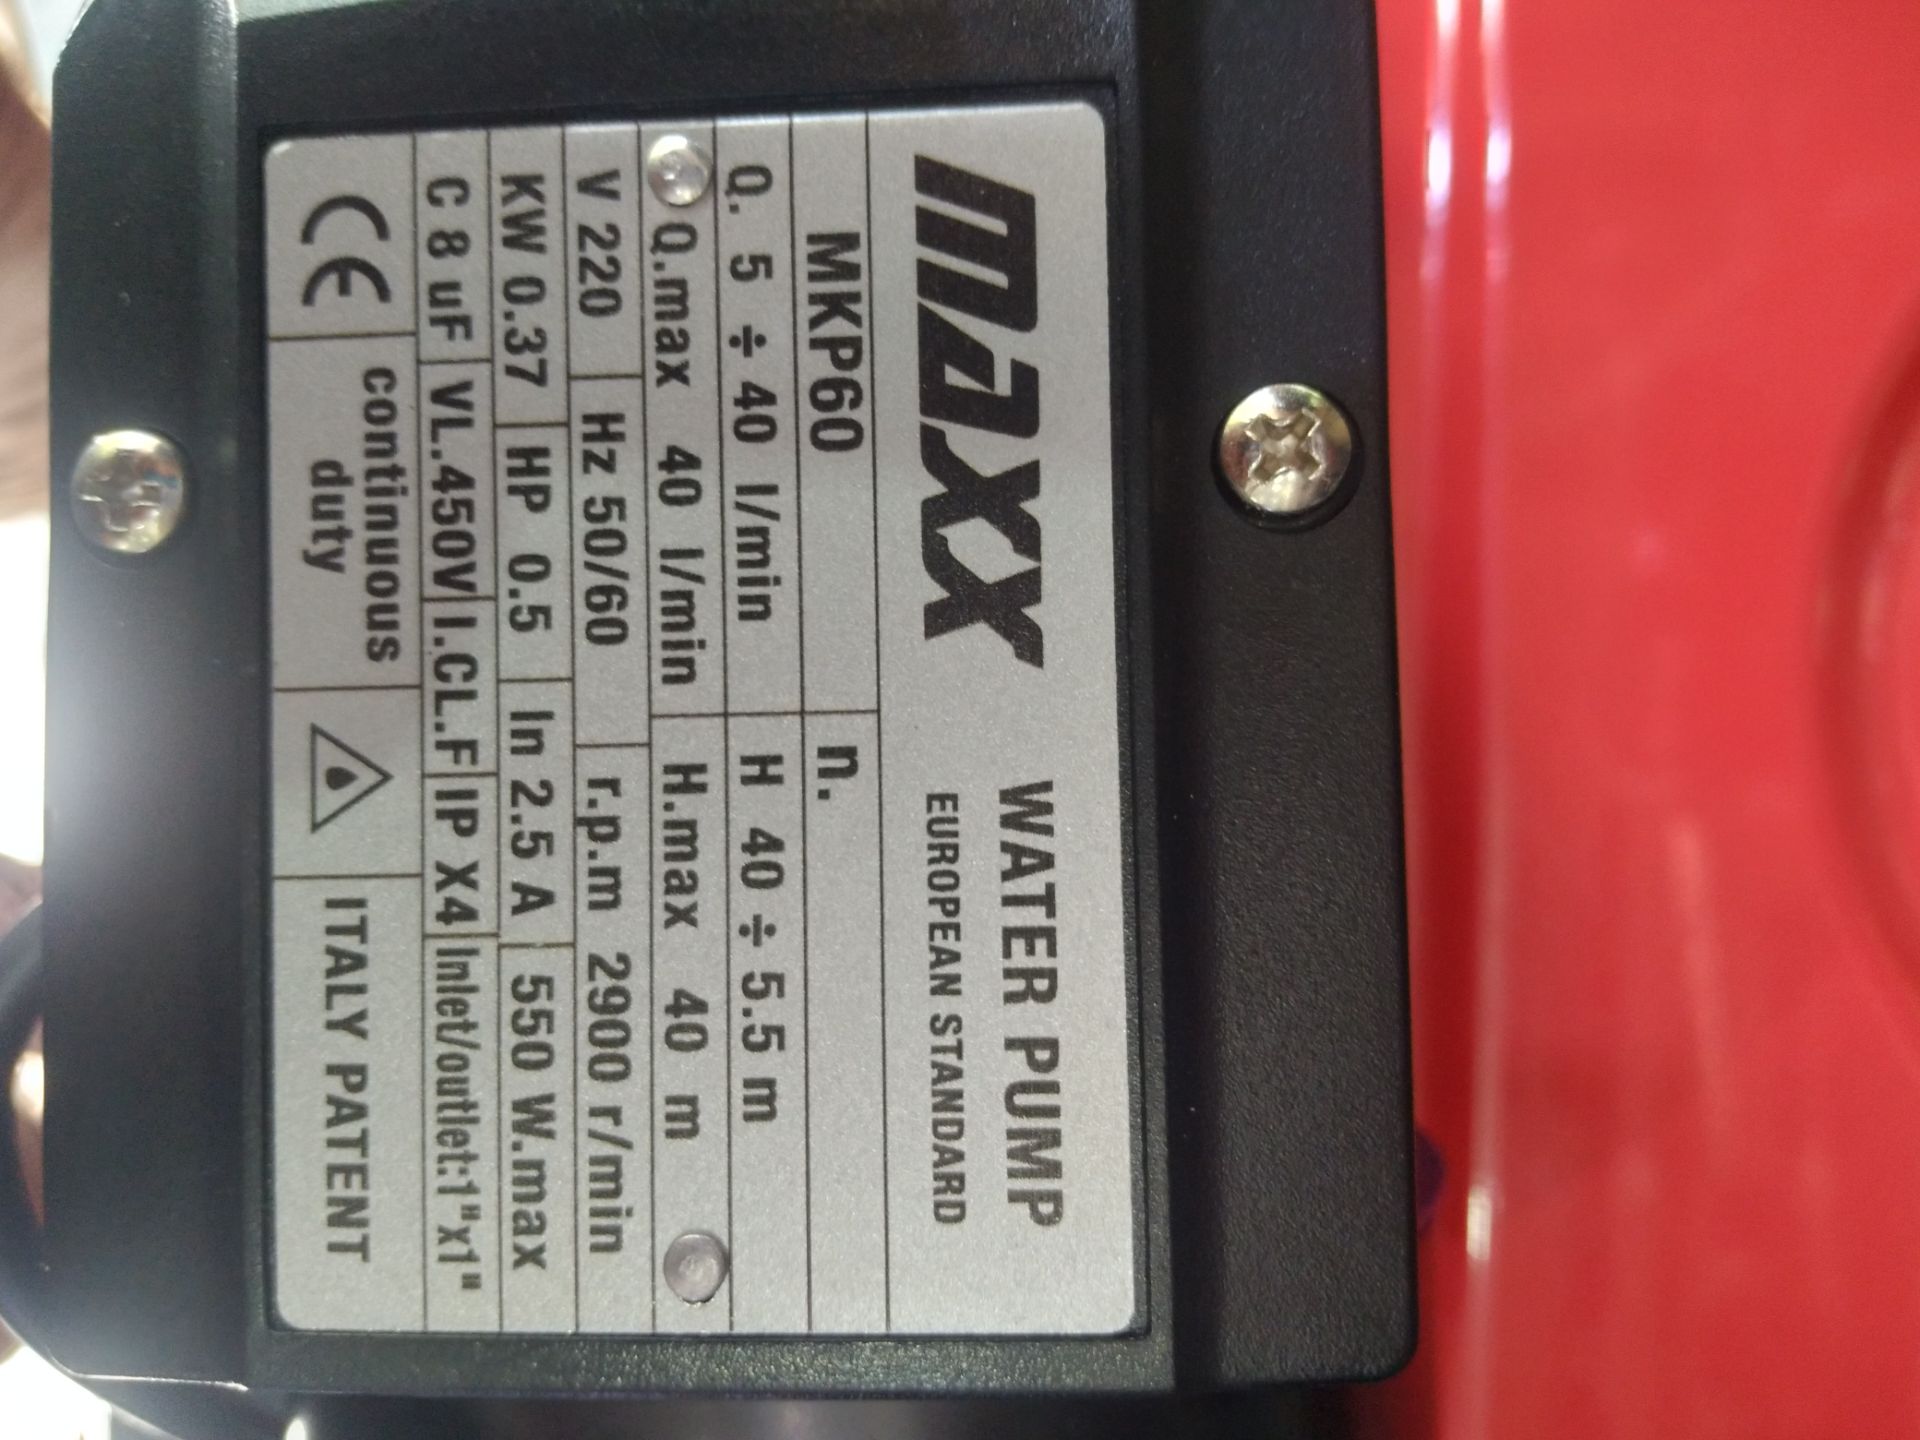 maxx WATER PUMP
EUROPEAN STANDARD
MKP60 n.
Q. 5 ÷ 40 l/min H 40 ÷ 5.5 m
Q.max 40 l/min H.max 40 m
V 220 Hz 50/60 r.p.m 2900 r/min
KW 0.37 HP 0.5 In 2.5 A 550 W.max
C 8 uF VL.450V I.CL.F IP X4 Inlet/outlet:1"x1"
CE continuous duty ITALY PATENT